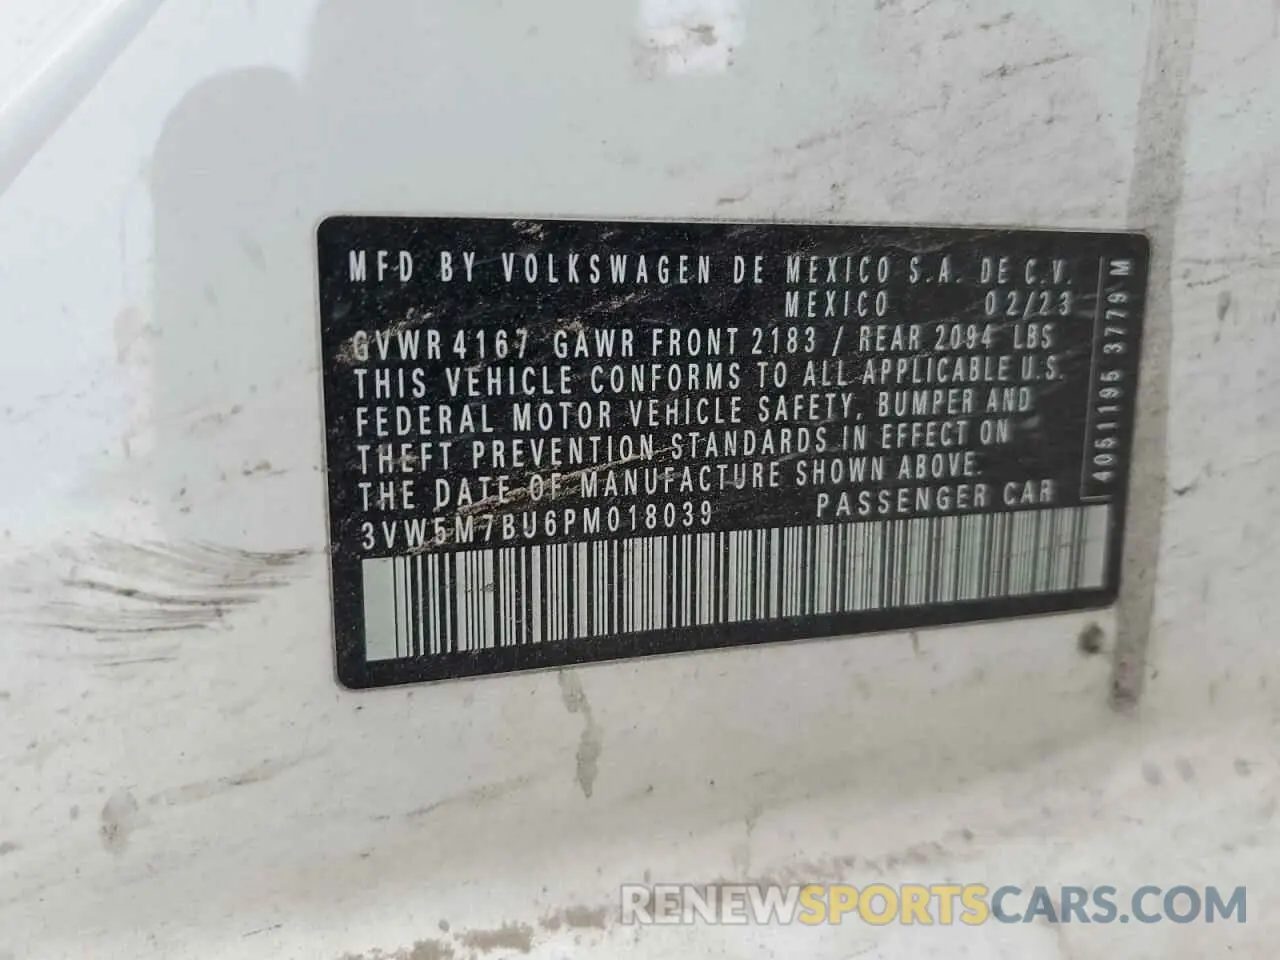 MFD BY VOLKSWAGEN DE MEXICO S.A. DE C.V.
MEXICO 02/23
GVWR 4167 GAWR FRONT 2183 / REAR 2094 LBS
THIS VEHICLE CONFORMS TO ALL APPLICABLE U.S.
FEDERAL MOTOR VEHICLE SAFETY, BUMPER AND
THEFT PREVENTION STANDARDS IN EFFECT ON
THE DATE OF MANUFACTURE SHOWN ABOVE.
3VW5M7BU6PM018039 PASSENGER CAR
4051195 3779 M
RENEWSPORTSCARS.COM